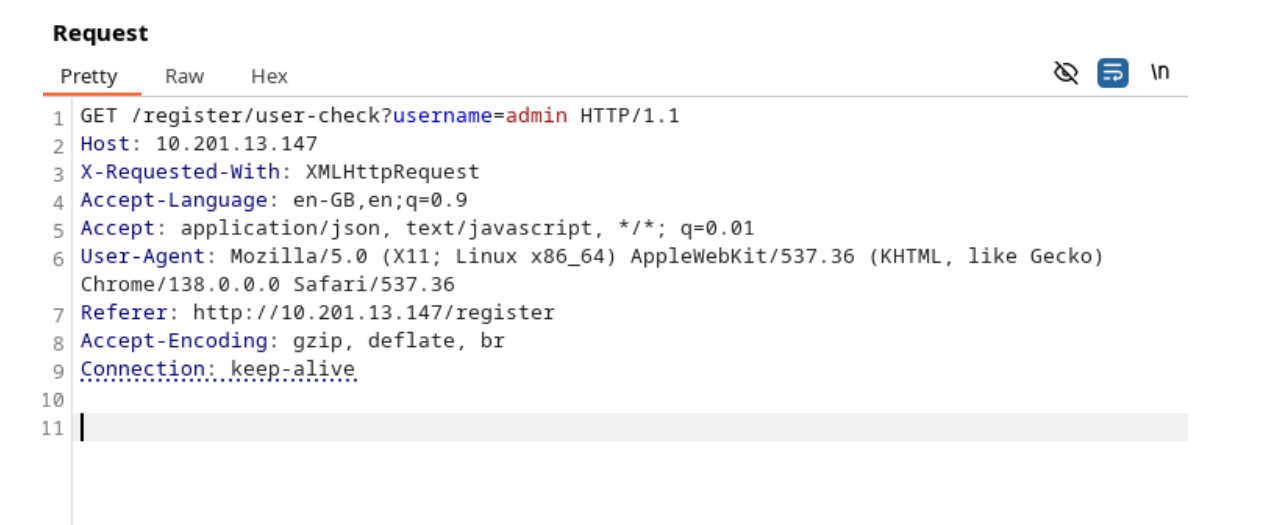 Request
Pretty Raw Hex \n
1 GET /register/user-check?username=admin HTTP/1.1
2 Host: 10.201.13.147
3 X-Requested-With: XMLHttpRequest
4 Accept-Language: en-GB,en;q=0.9
5 Accept: application/json, text/javascript, */*; q=0.01
6 User-Agent: Mozilla/5.0 (X11; Linux x86_64) AppleWebKit/537.36 (KHTML, like Gecko)
Chrome/138.0.0.0 Safari/537.36
7 Referer: http://10.201.13.147/register
8 Accept-Encoding: gzip, deflate, br
9 Connection: keep-alive
10
11